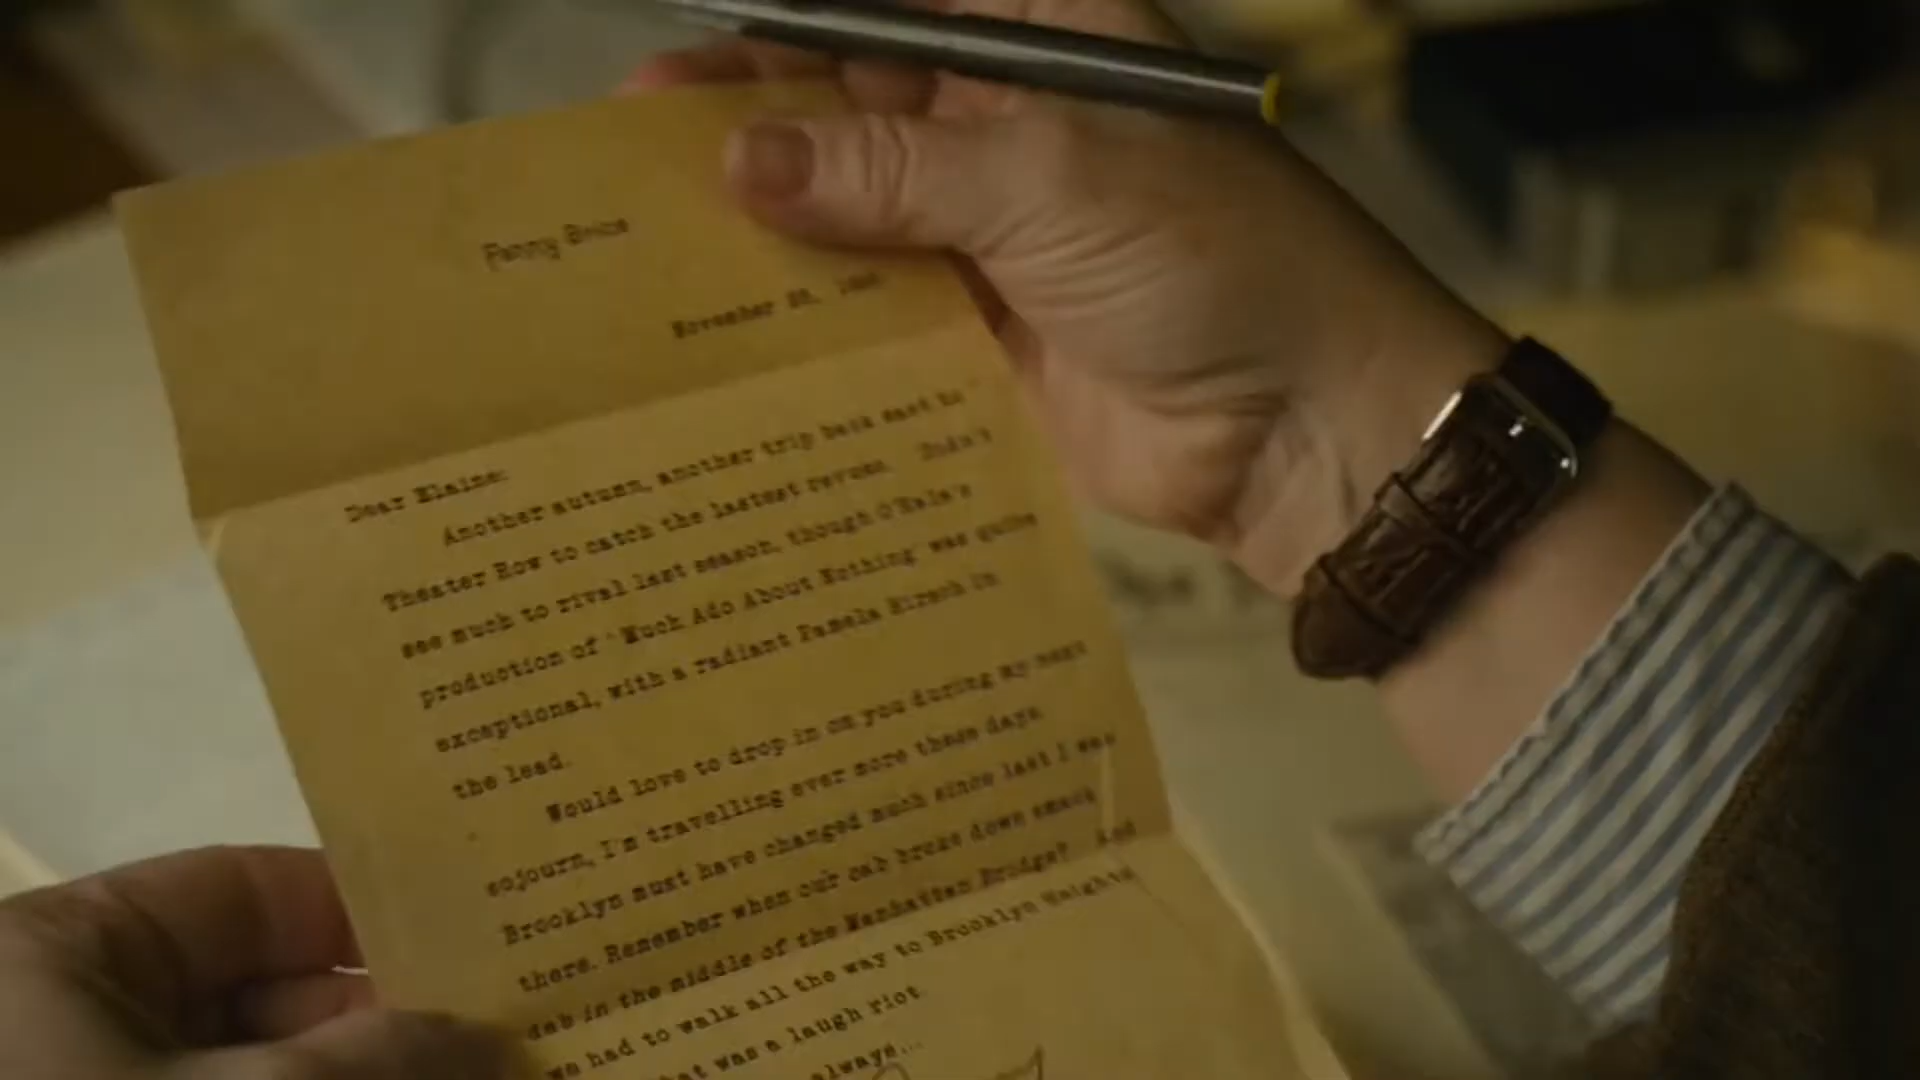 Fanny Brice
November
Dear Elaine:
Another autumn, another trip back east to
Theater Row to catch the lastest revues. Didn't
see much to rival last season, though O'Hala's
production of "Much Ado About Nothing" was quite
exceptional, with a radiant Pamela Hirsch in
the lead.
Would love to drop in on you during my next
sojourn, I'm travelling ever more these days.
Brooklyn must have changed much since last I was
there. Remember when our cab broke down smack
dab in the middle of the Manhattan Brudge? And
we had to walk all the way to Brooklyn Heights
hat was a laugh riot
always...